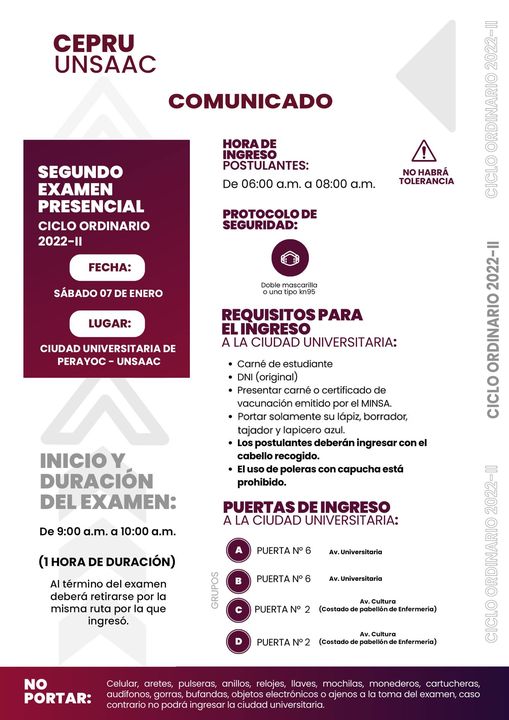 CEPRU
UNSAAC
COMUNICADO
SEGUNDO
EXAMEN
PRESENCIAL
CICLO ORDINARIO
2022-II
FECHA:
SÁBADO 07 DE ENERO
LUGAR:
CIUDAD UNIVERSITARIA DE
PERAYOC - UNSAAC
INICIO Y
DURACIÓN
DEL EXAMEN:
De 9:00 a.m. a 10:00 a.m.
(1 HORA DE DURACIÓN)
Al término del examen
deberá retirarse por la
misma ruta por la que
ingresó.
HORA DE
INGRESO
POSTULANTES:
De 06:00 a.m. a 08:00 a.m.
NO HABRÁ
TOLERANCIA
PROTOCOLO DE
SEGURIDAD:
Doble mascarilla
o una tipo kn95
REQUISITOS PARA
EL INGRESO
A LA CIUDAD UNIVERSITARIA:
• Carné de estudiante
• DNI (original)
• Presentar carné o certificado de
vacunación emitido por el MINSA.
• Portar solamente su lápiz, borrador,
tajador y lapicero azul.
• Los postulantes deberán ingresar con el
cabello recogido.
• El uso de poleras con capucha está
prohibido.
PUERTAS DE INGRESO
A LA CIUDAD UNIVERSITARIA:
GRUPOS
A PUERTA Nº 6 Av. Universitaria
B PUERTA Nº 6 Av. Universitaria
C PUERTA Nº 2 Av. Cultura
(Costado de pabellón de Enfermeria)
D PUERTA Nº 2 Av. Cultura
(Costado de pabellón de Enfermeria)
CICLO ORDINARIO 2022-II
CICLO ORDINARIO 2022-II
CICLO ORDINARIO 2022-II
NO
PORTAR:
Celular, aretes, pulseras, anillos, relojes, llaves, mochilas, monederos, cartucheras,
audífonos, gorras, bufandas, objetos electrónicos o ajenos a la toma del examen, caso
contrario no podrá ingresar la ciudad universitaria.